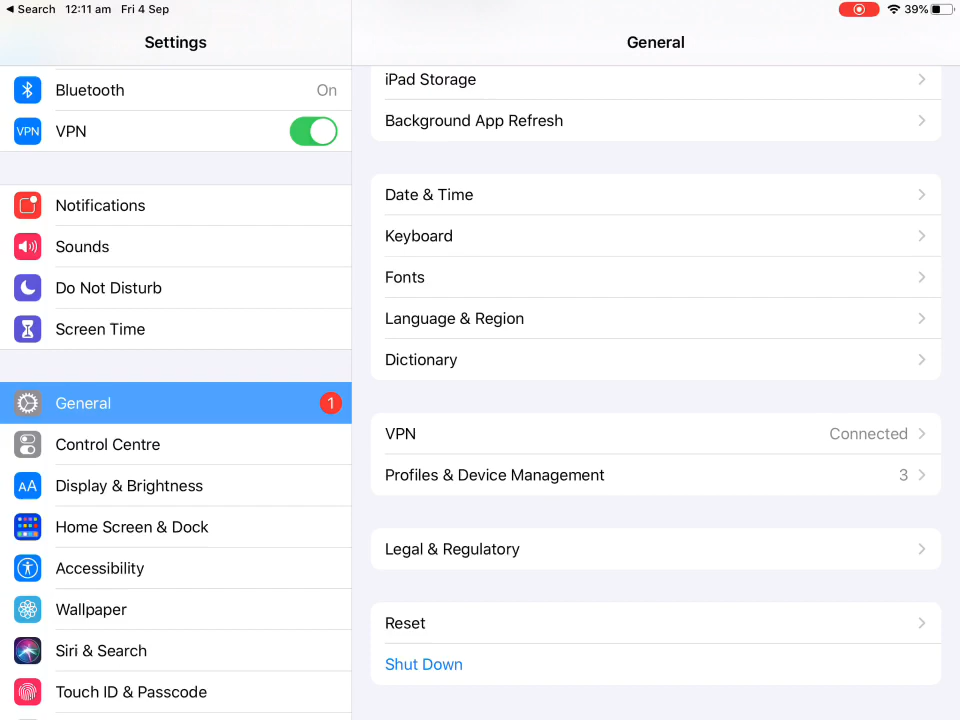 Search 12:11 am Fri 4 Sep
39%
Settings
General
Bluetooth On
VPN VPN
Notifications
Sounds
Do Not Disturb
Screen Time
General 1
Control Centre
AA Display & Brightness
Home Screen & Dock
Accessibility
Wallpaper
Siri & Search
Touch ID & Passcode
iPad Storage
Background App Refresh
Date & Time
Keyboard
Fonts
Language & Region
Dictionary
VPN Connected
Profiles & Device Management 3
Legal & Regulatory
Reset
Shut Down